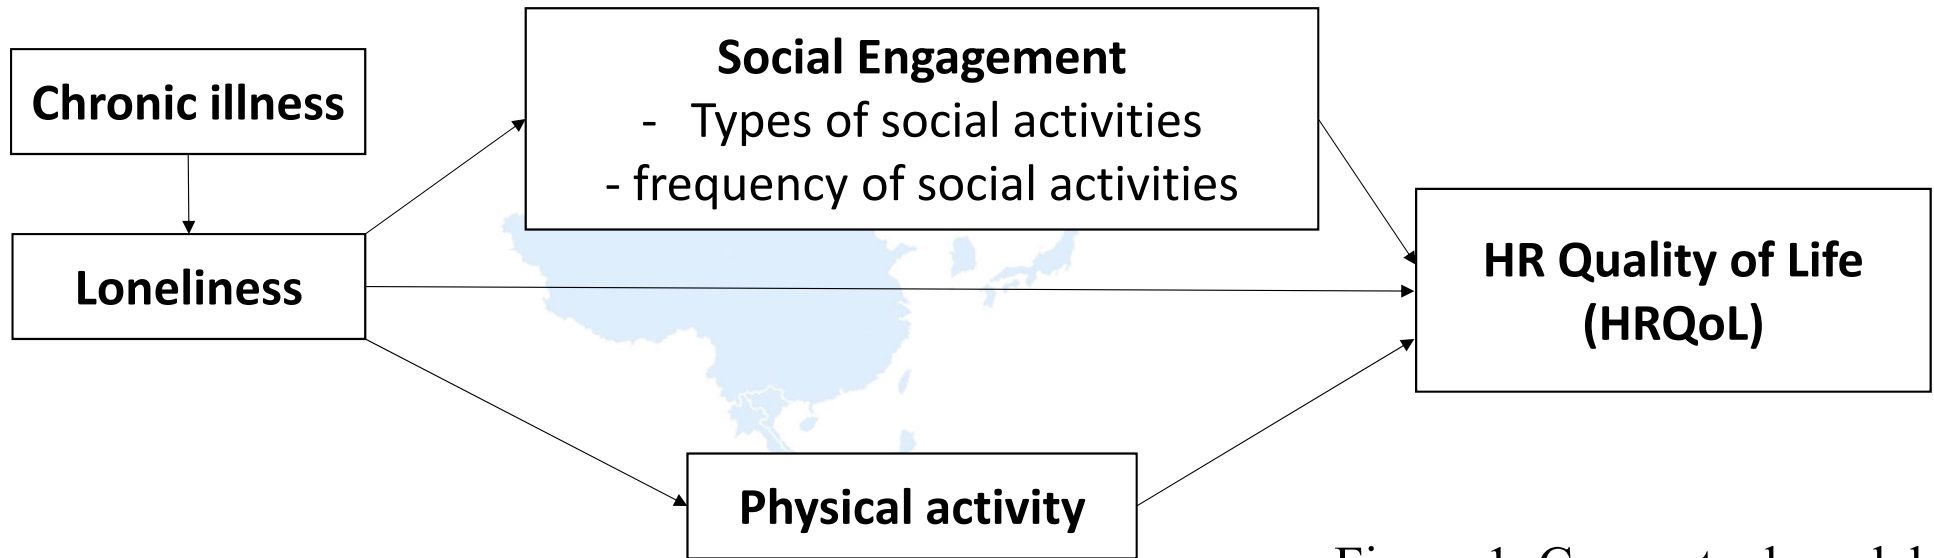 Chronic illness
Loneliness
Social Engagement
- Types of social activities
- frequency of social activities
HR Quality of Life
(HRQoL)
Physical activity